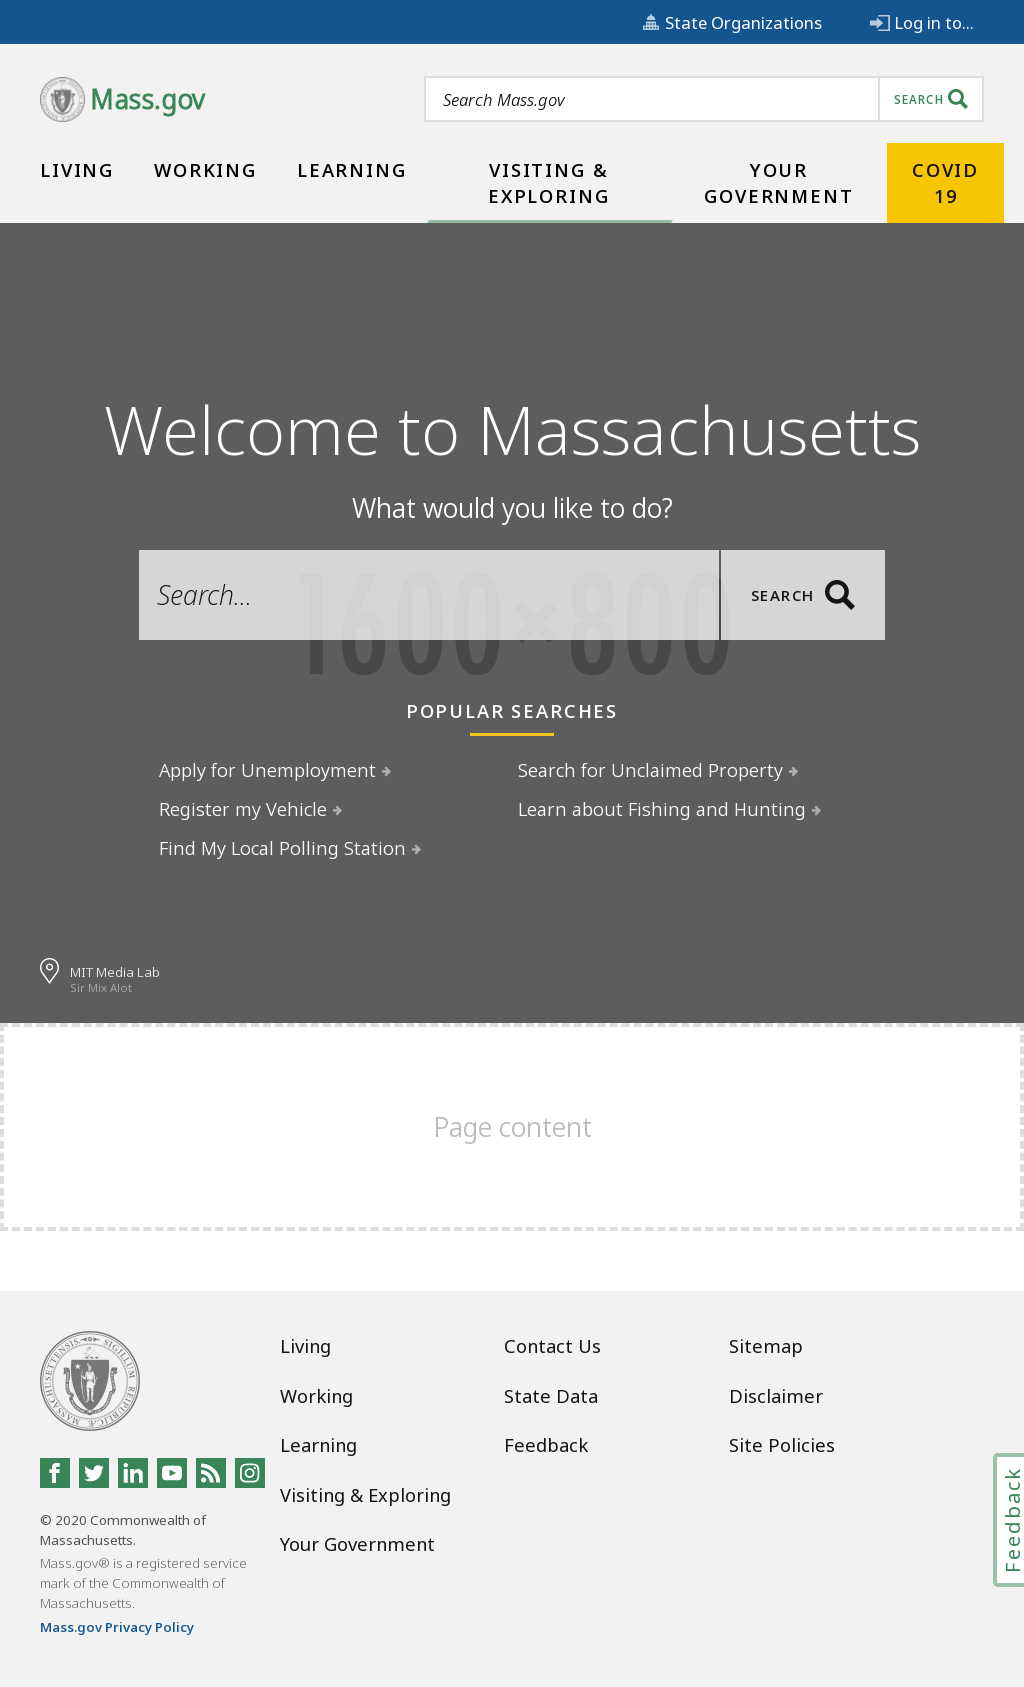 State Organizations
Log in to...
Mass.gov
Search Mass.gov
SEARCH
LIVING
WORKING
LEARNING
VISITING &
EXPLORING
YOUR
GOVERNMENT
COVID
19
Welcome to Massachusetts
What would you like to do?
Search...
SEARCH
1600×800
POPULAR SEARCHES
Apply for Unemployment
Search for Unclaimed Property
Register my Vehicle
Learn about Fishing and Hunting
Find My Local Polling Station
MIT Media Lab
Sir Mix Alot
Page content
Living
Working
Learning
Visiting & Exploring
Your Government
Contact Us
State Data
Feedback
Sitemap
Disclaimer
Site Policies
© 2020 Commonwealth of
Massachusetts.
Mass.gov® is a registered service
mark of the Commonwealth of
Massachusetts.
Mass.gov Privacy Policy
Feedback